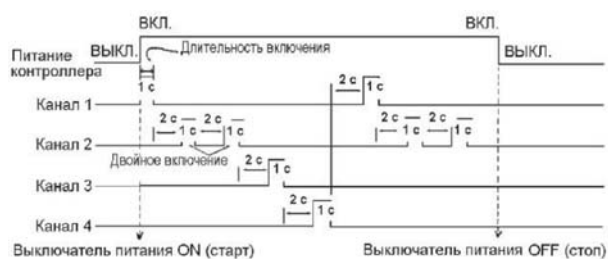 ВКЛ. ВКЛ.
ВЫКЛ. Длительность включения ВЫКЛ.
Питание
контроллера
1 с 2 с 1 с
Канал 1
2 с 2 с 2 с 2 с
Канал 2 1 с 1 с 1 с 1 с
Двойное включение 2 с
Канал 3 1 с
2 с
Канал 4 1 с
Выключатель питания ON (старт) Выключатель питания OFF (стоп)